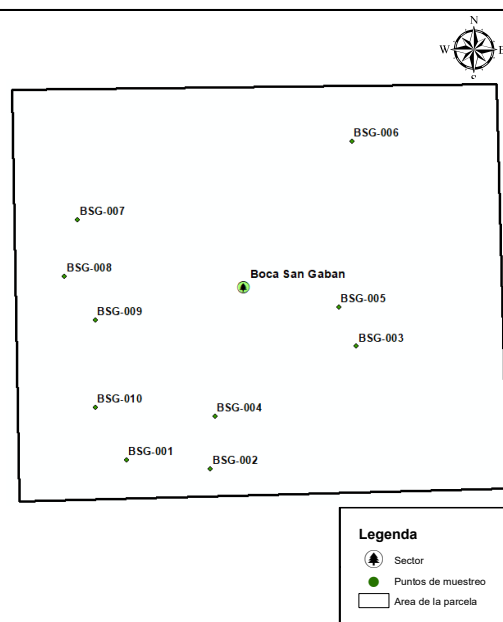 N
W
E
S
BSG-006
BSG-007
BSG-008
Boca San Gaban
BSG-005
BSG-009
BSG-003
BSG-010
BSG-004
BSG-001
BSG-002
Legenda
Sector
Puntos de muestreo
Area de la parcela